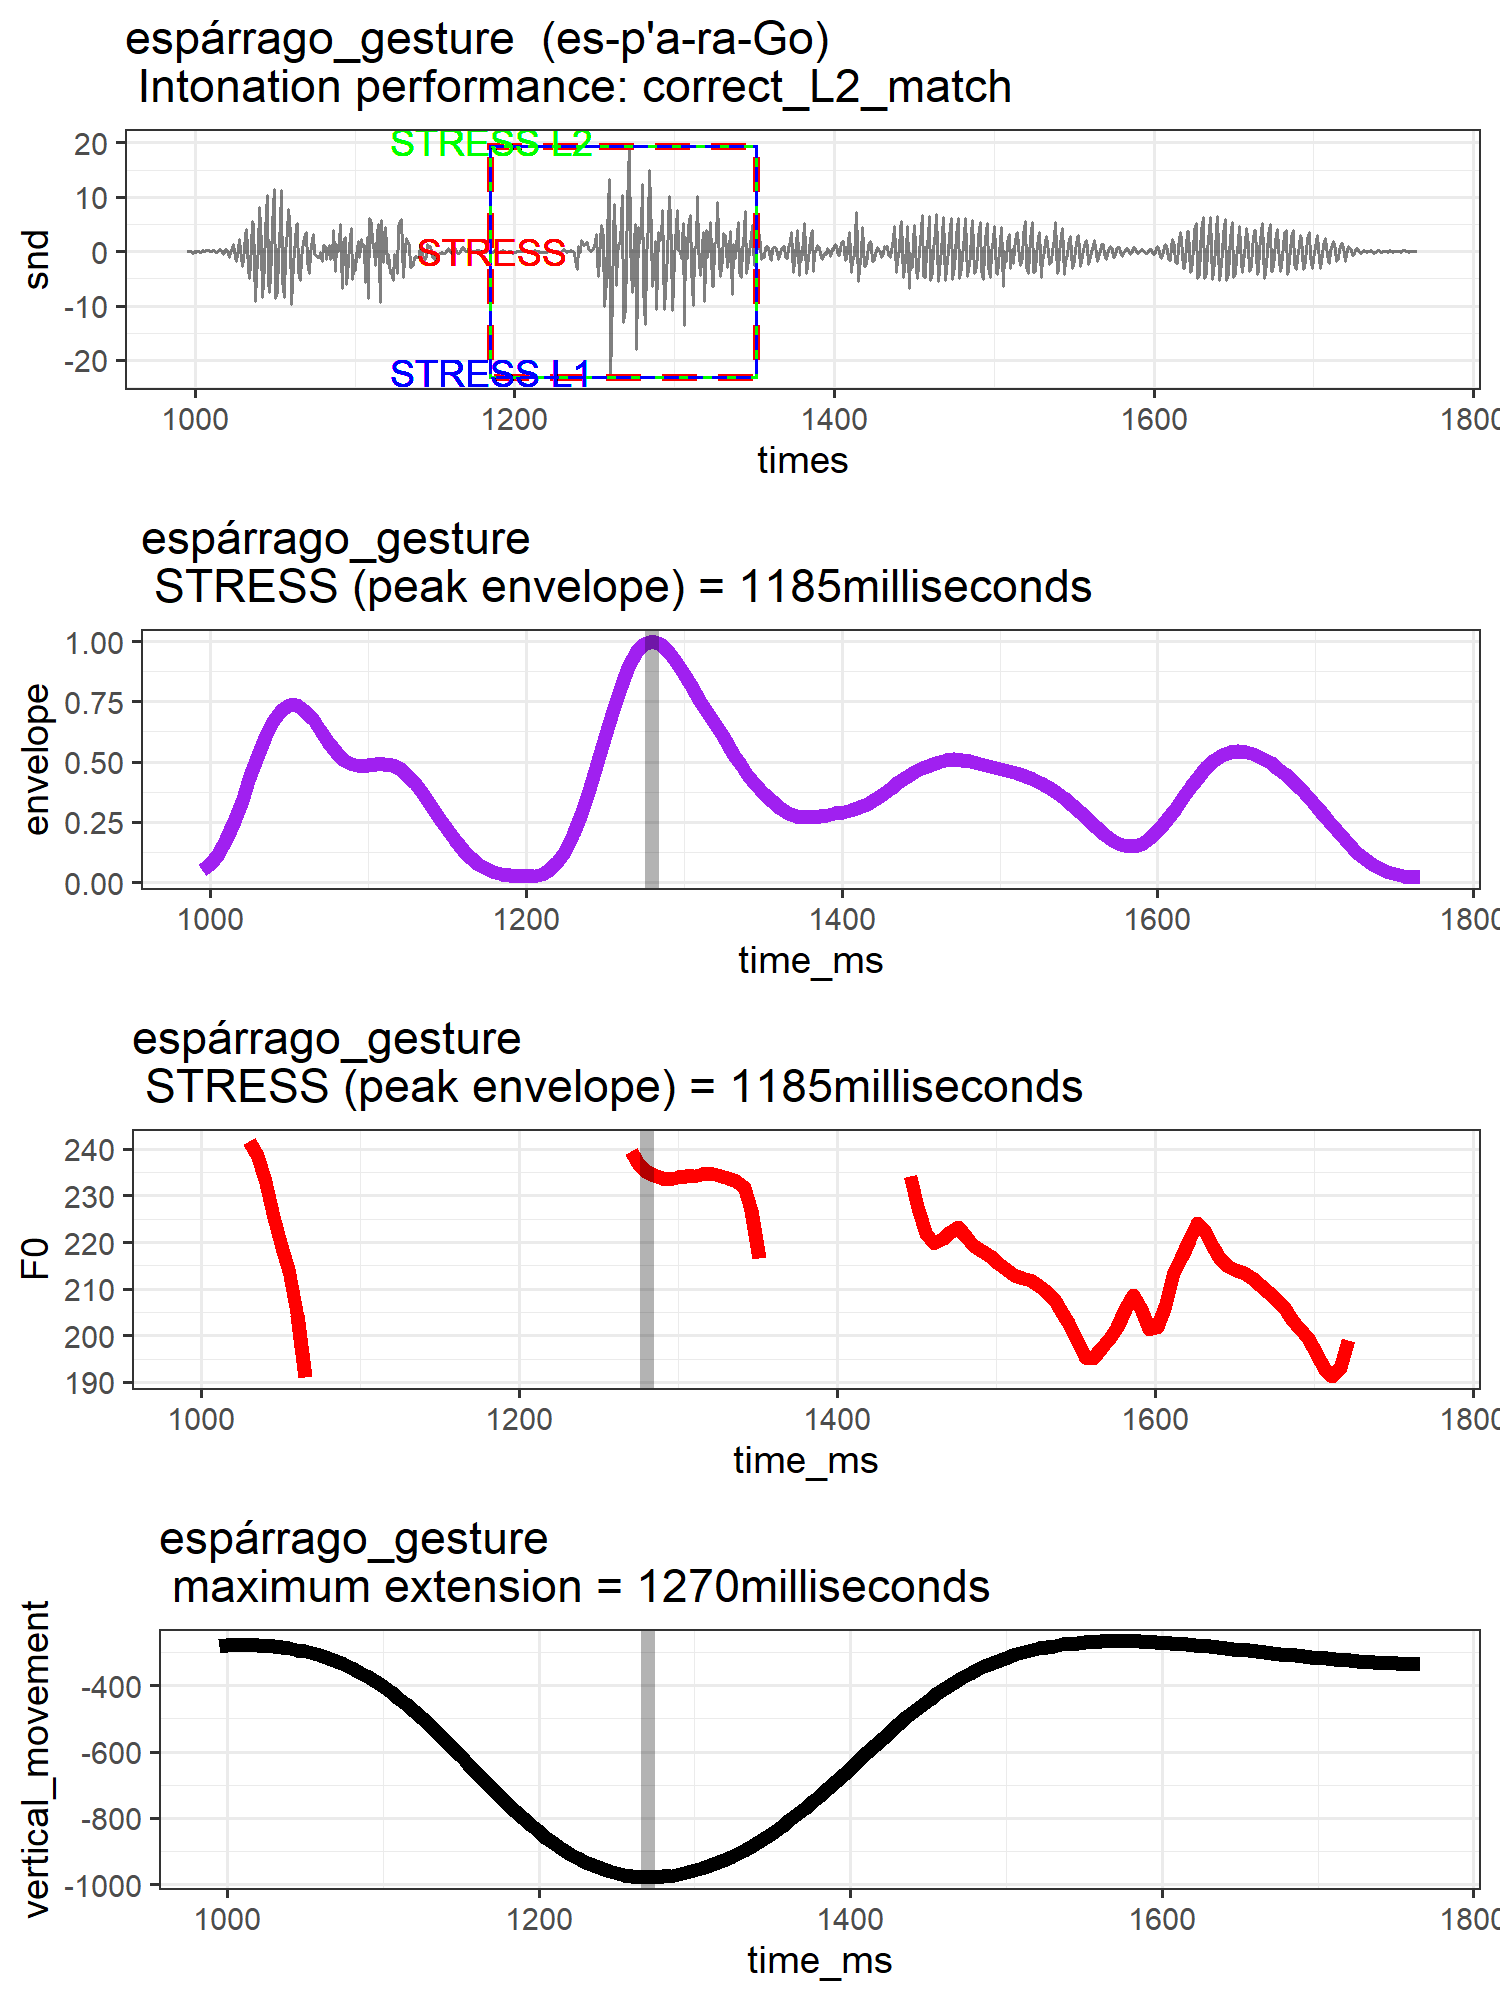 espárrago_gesture  (es-p'a-ra-Go)
Intonation performance: correct_L2_match
STRESS L2
STRESS
STRESS L1
20
10
0
-10
-20
snd
1000 1200 1400 1600 1800
times
espárrago_gesture
STRESS (peak envelope) = 1185milliseconds
1.00
0.75
0.50
0.25
0.00
envelope
1000 1200 1400 1600 1800
time_ms
espárrago_gesture
STRESS (peak envelope) = 1185milliseconds
240
230
220
210
200
190
F0
1000 1200 1400 1600 1800
time_ms
espárrago_gesture
maximum extension = 1270milliseconds
-400
-600
-800
-1000
vertical_movement
1000 1200 1400 1600 1800
time_ms